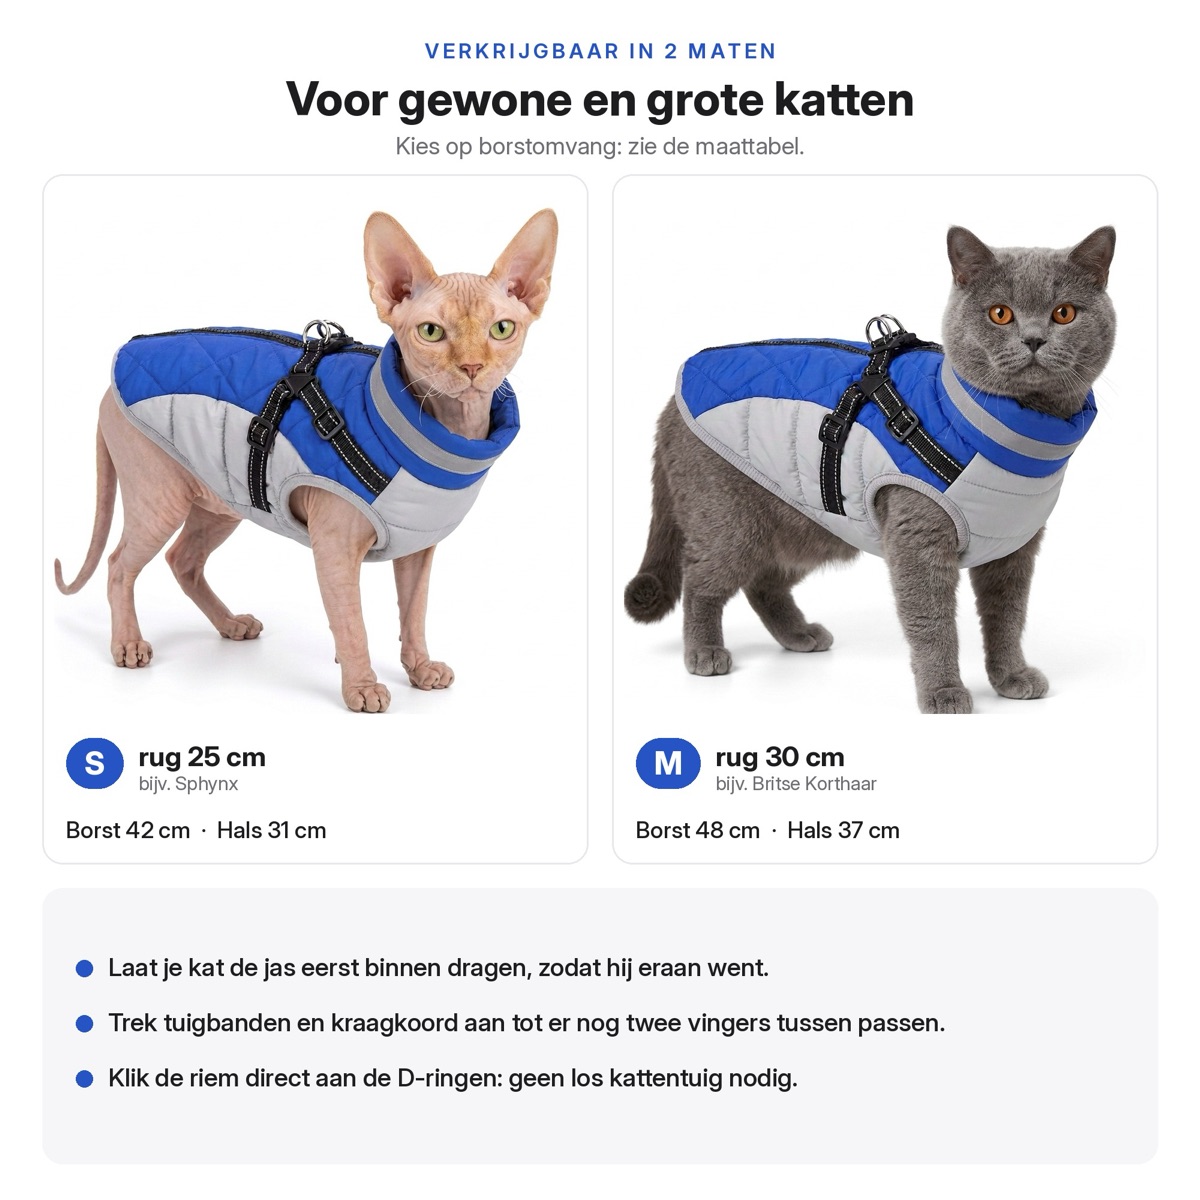 VERKRIJGBAAR IN 2 MATEN
Voor gewone en grote katten
Kies op borstomvang: zie de maattabel.
S
rug 25 cm
bijv. Sphynx
Borst 42 cm · Hals 31 cm
M
rug 30 cm
bijv. Britse Korthaar
Borst 48 cm · Hals 37 cm
Laat je kat de jas eerst binnen dragen, zodat hij eraan went.
Trek tuigbanden en kraagkoord aan tot er nog twee vingers tussen passen.
Klik de riem direct aan de D-ringen: geen los kattentuig nodig.